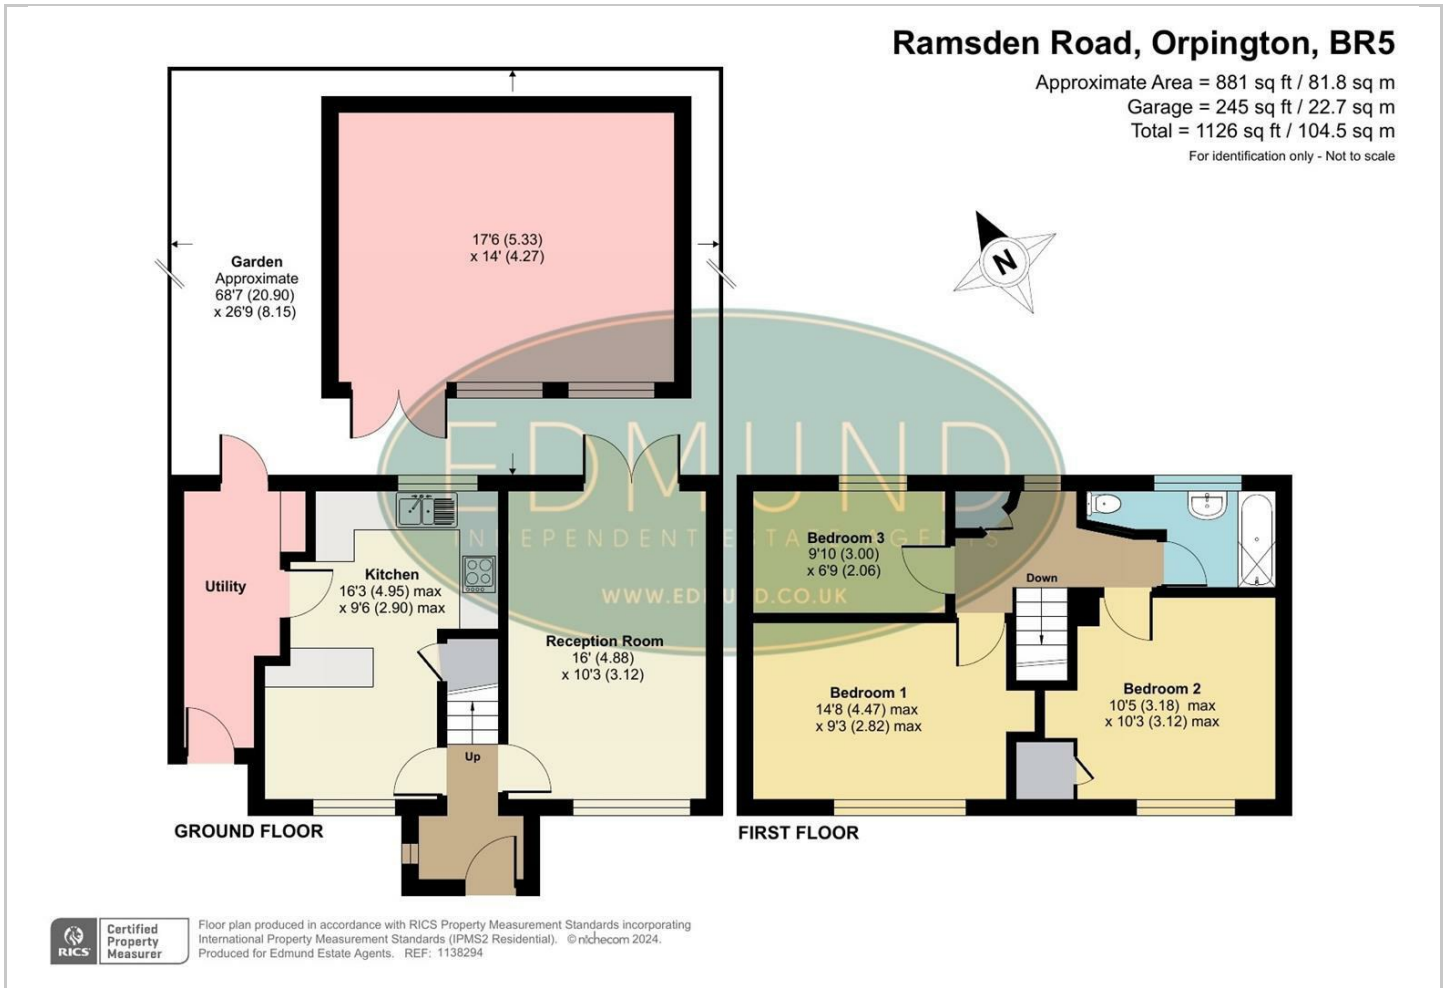 Ramsden Road, Orpington, BR5
Approximate Area = 881 sq ft / 81.8 sq m
Garage = 245 sq ft / 22.7 sq m
Total = 1126 sq ft / 104.5 sq m
For identification only - Not to scale
N
17'6 (5.33)
x 14' (4.27)
Garden
Approximate
68'7 (20.90)
x 26'9 (8.15)
EDMUND
INDEPENDENT ESTATE AGENTS
WWW.EDMUND.CO.UK
Utility
Kitchen
16'3 (4.95) max
x 9'6 (2.90) max
Reception Room
16' (4.88)
x 10'3 (3.12)
Up
GROUND FLOOR
Bedroom 3
9'10 (3.00)
x 6'9 (2.06)
Down
Bedroom 1
14'8 (4.47) max
x 9'3 (2.82) max
Bedroom 2
10'5 (3.18) max
x 10'3 (3.12) max
FIRST FLOOR
RICS
Certified
Property
Measurer
Floor plan produced in accordance with RICS Property Measurement Standards incorporating
International Property Measurement Standards (IPMS2 Residential). © nichecom 2024.
Produced for Edmund Estate Agents. REF: 1138294